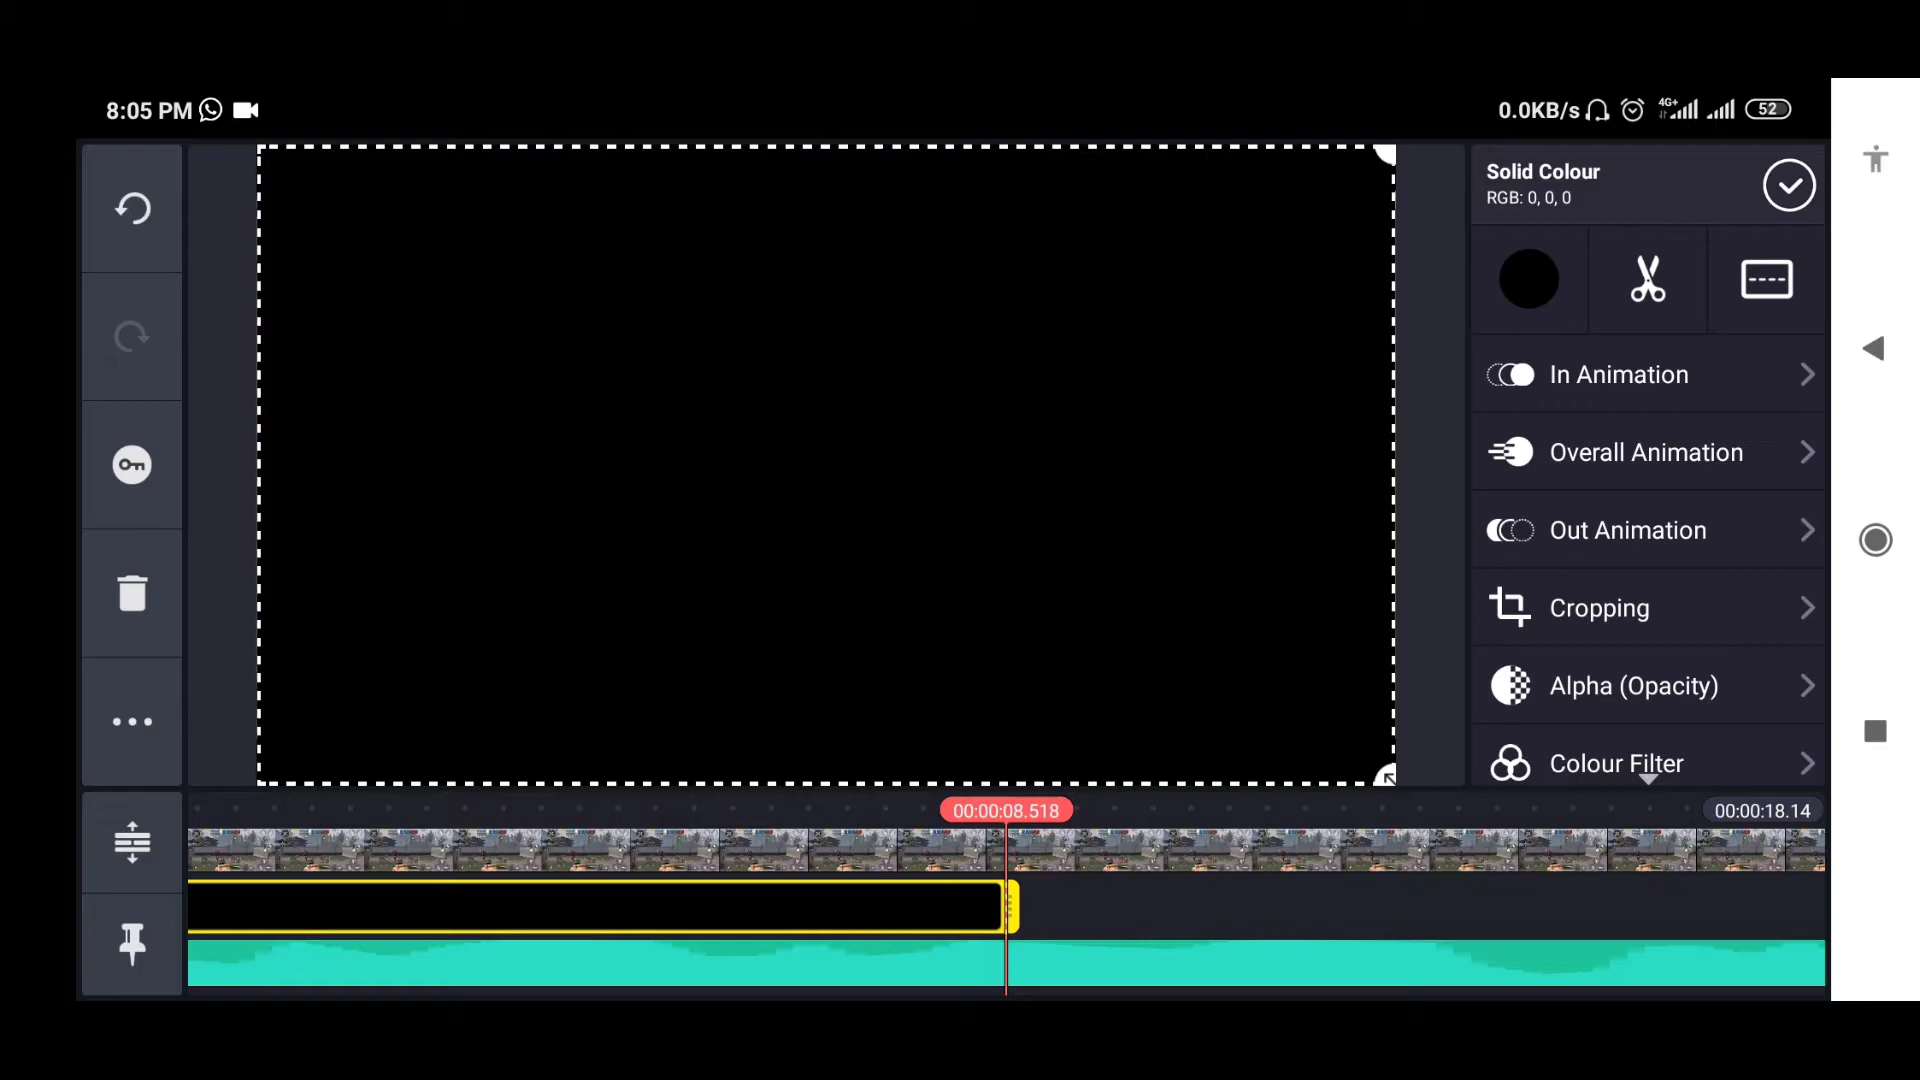 8:05 PM
0.0KB/s 4G+ 52
Solid Colour
RGB: 0, 0, 0
In Animation
Overall Animation
Out Animation
Cropping
Alpha (Opacity)
Colour Filter
00:00:08.518
00:00:18.14